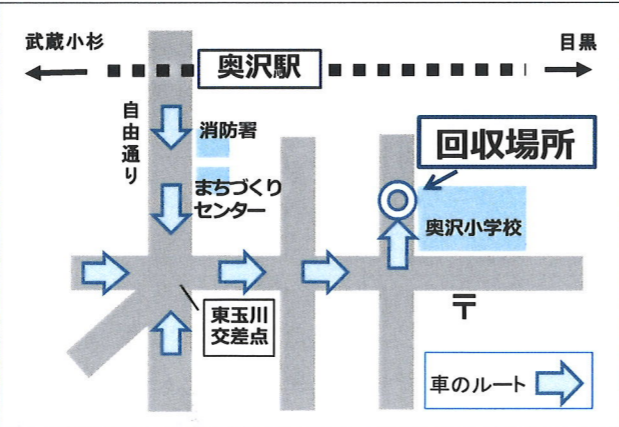 武蔵小杉
目黒
奥沢駅
自由通り
消防署
まちづくり
センター
回収場所
奥沢小学校
東玉川
交差点
〒
車のルート